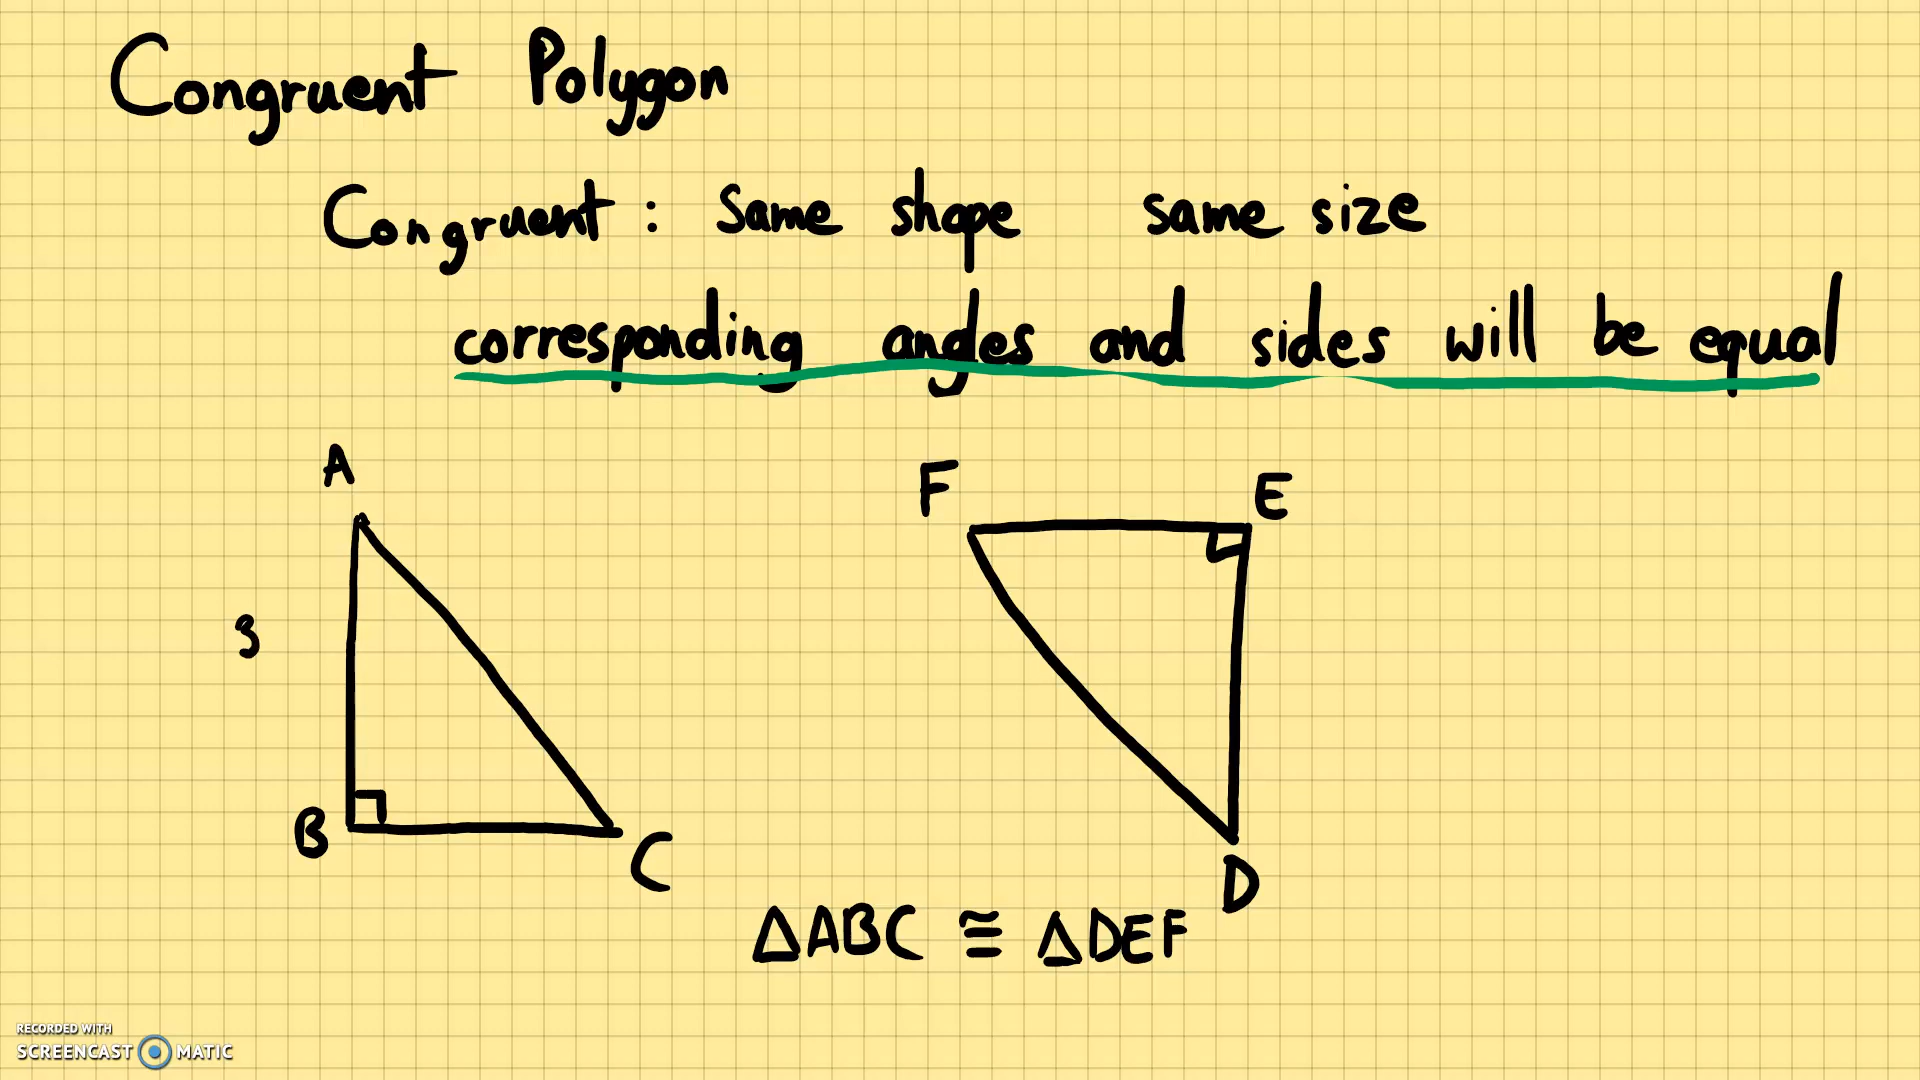 Congruent Polygon
Congruent : Same shape same size
corresponding angles and sides will be equal
A
F
E
3
B
C
D
ΔABC ≅ ΔDEF
RECORDED WITH
SCREENCAST MATIC